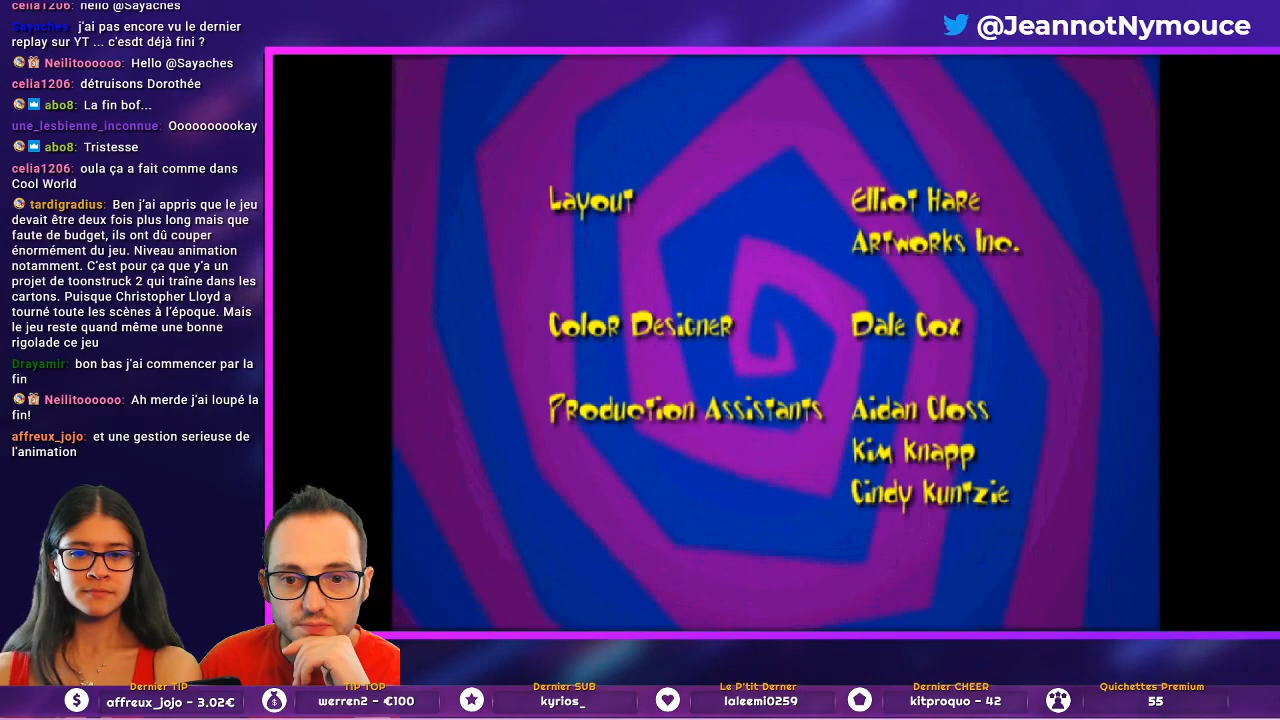 celia1206: hello @Sayaches
Sayaches: j'ai pas encore vu le dernier
replay sur YT ... c'esdt déjà fini ?
Neilitoooooo: Hello @Sayaches
celia1206: détruisons Dorothée
abo8: La fin bof...
une_lesbienne_inconnue: Oooooooookay
abo8: Tristesse
celia1206: oula ça a fait comme dans
Cool World
tardigradius: Ben j'ai appris que le jeu
devait être deux fois plus long mais que
faute de budget, ils ont dû couper
énormément du jeu. Niveau animation
notamment. C'est pour ça que y'a un
projet de toonstruck 2 qui traîne dans les
cartons. Puisque Christopher Lloyd a
tourné toute les scènes à l'époque. Mais
le jeu reste quand même une bonne
rigolade ce jeu
Drayamir: bon bas j'ai commencer par la
fin
Neilitoooooo: Ah merde j'ai loupé la
fin!
affreux_jojo: et une gestion serieuse de
l'animation
@JeannotNymouce
Layout Elliot Hare
Artworks Inc.
Color Designer Dale Cox
Production Assistants Aidan Closs
Kim Knapp
Cindy Kuntzie
Dernier TIP
affreux_jojo - 3.02€
TIP TOP
werren2 - €100
Dernier SUB
kyrios_
Le P'tit Derner
laleemi0259
Dernier CHEER
kitproquo - 42
Quichettes Premium
55